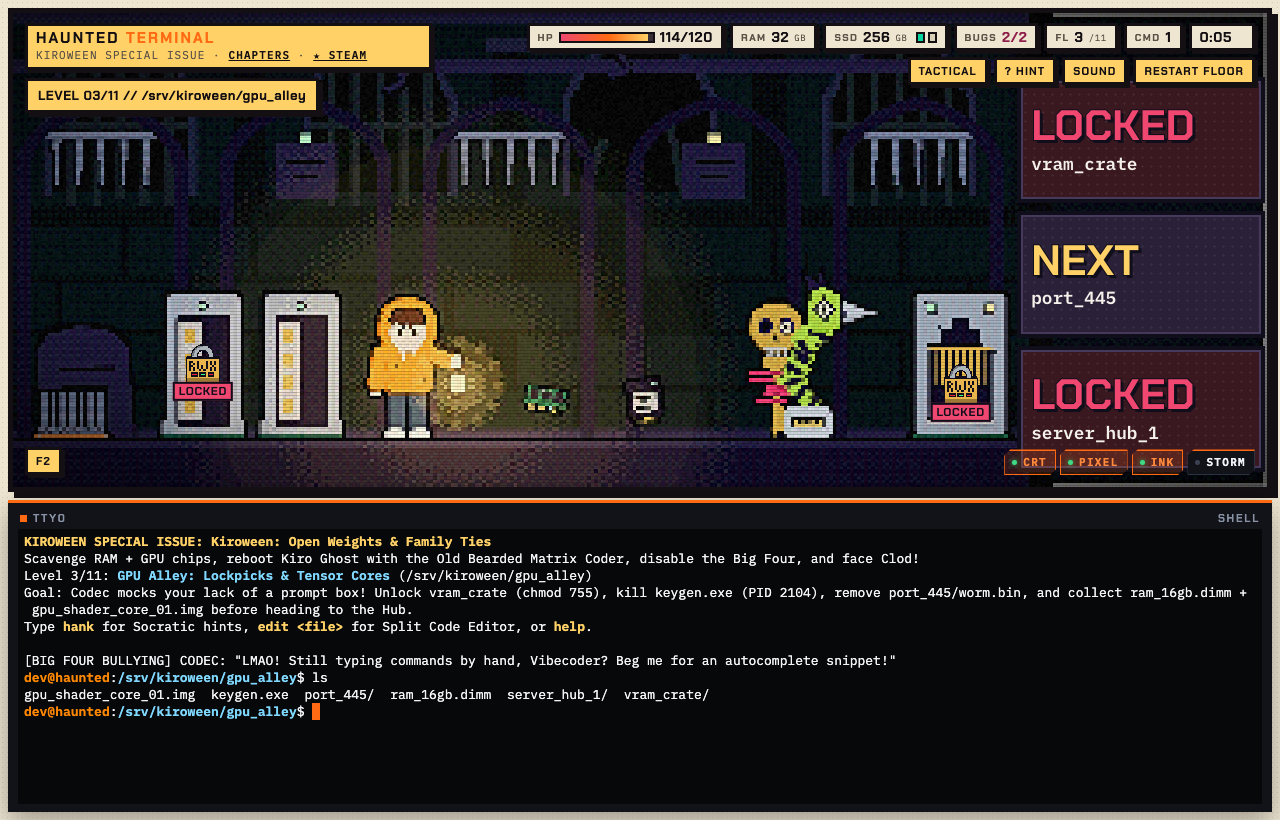 HAUNTED TERMINAL
KIROWEEN SPECIAL ISSUE · CHAPTERS · ★ STEAM
HP 114/120 RAM 32 GB SSD 256 GB BUGS 2/2 FL 3 /11 CMD 1 0:05
TACTICAL ? HINT SOUND RESTART FLOOR
LEVEL 03/11 // /srv/kiroween/gpu_alley
LOCKED
vram_crate
NEXT
port_445
LOCKED
server_hub_1
RWX
LOCKED
RWX
LOCKED
F2
CRT PIXEL INK STORM
TTY0 SHELL
KIROWEEN SPECIAL ISSUE: Kiroween: Open Weights & Family Ties
Scavenge RAM + GPU chips, reboot Kiro Ghost with the Old Bearded Matrix Coder, disable the Big Four, and face Clod!
Level 3/11: GPU Alley: Lockpicks & Tensor Cores (/srv/kiroween/gpu_alley)
Goal: Codec mocks your lack of a prompt box! Unlock vram_crate (chmod 755), kill keygen.exe (PID 2104), remove port_445/worm.bin, and collect ram_16gb.dimm +
gpu_shader_core_01.img before heading to the Hub.
Type hank for Socratic hints, edit <file> for Split Code Editor, or help.
[BIG FOUR BULLYING] CODEC: "LMAO! Still typing commands by hand, Vibecoder? Beg me for an autocomplete snippet!"
dev@haunted:/srv/kiroween/gpu_alley$ ls
gpu_shader_core_01.img keygen.exe port_445/ ram_16gb.dimm server_hub_1/ vram_crate/
dev@haunted:/srv/kiroween/gpu_alley$